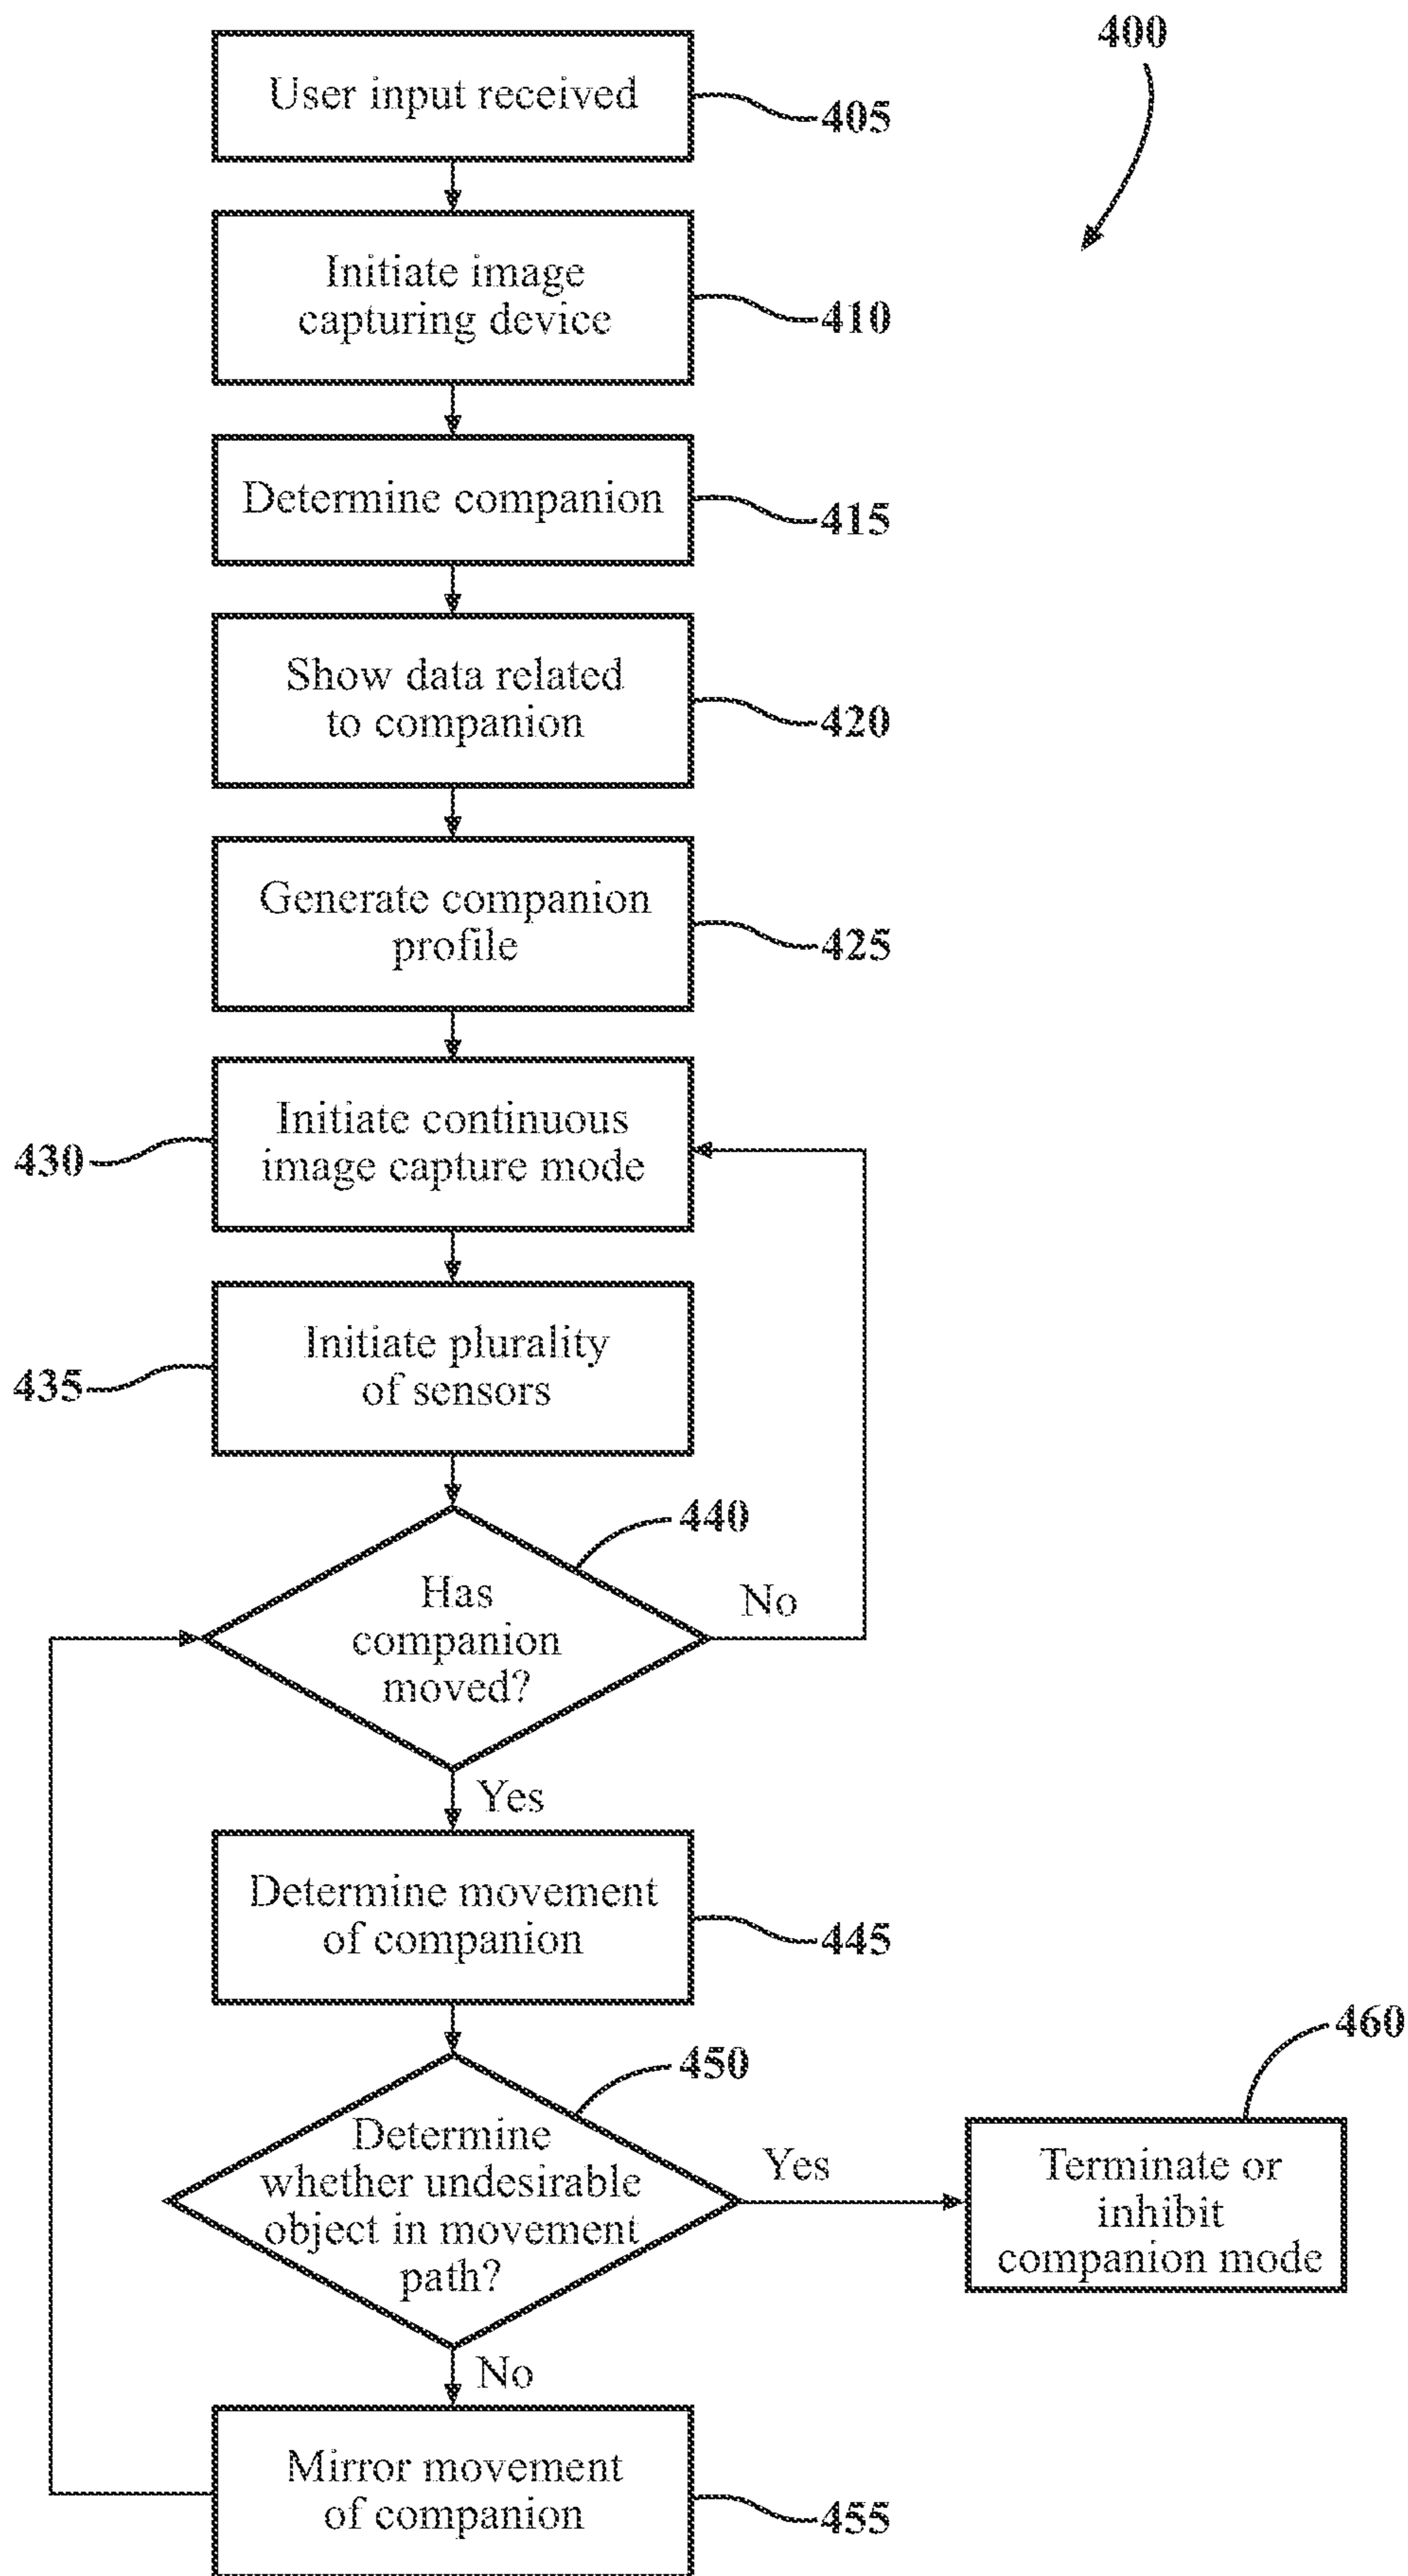 400
User input received
405
Initiate image
capturing device
410
Determine companion
415
Show data related
to companion
420
Generate companion
profile
425
Initiate continuous
image capture mode
430
Initiate plurality
of sensors
435
440
Has
companion
moved?
No
Yes
Determine movement
of companion
445
450
Determine
whether undesirable
object in movement
path?
Yes
460
Terminate or
inhibit
companion mode
No
Mirror movement
of companion
455